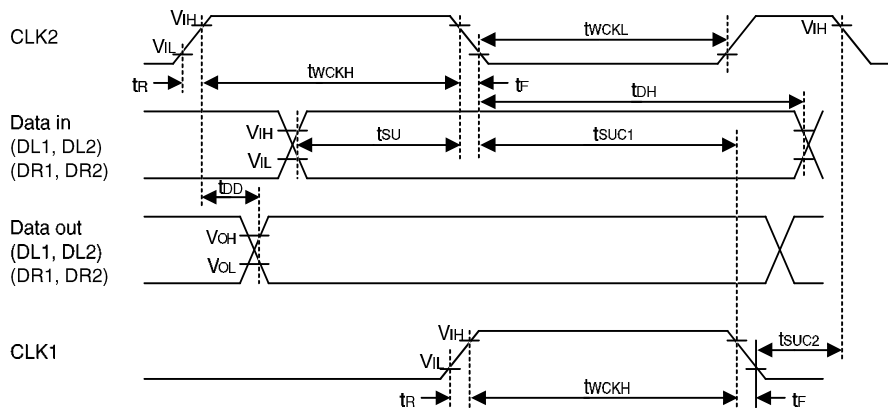 CLK2
VIH
VIL
tR
tWCKH
tF
tWCKL
VIH
tDH
Data in
(DL1, DL2)
(DR1, DR2)
VIH
VIL
tSU
tSUC1
tDD
Data out
(DL1, DL2)
(DR1, DR2)
VOH
VOL
CLK1
VIH
VIL
tSUC2
tR
tWCKH
tF